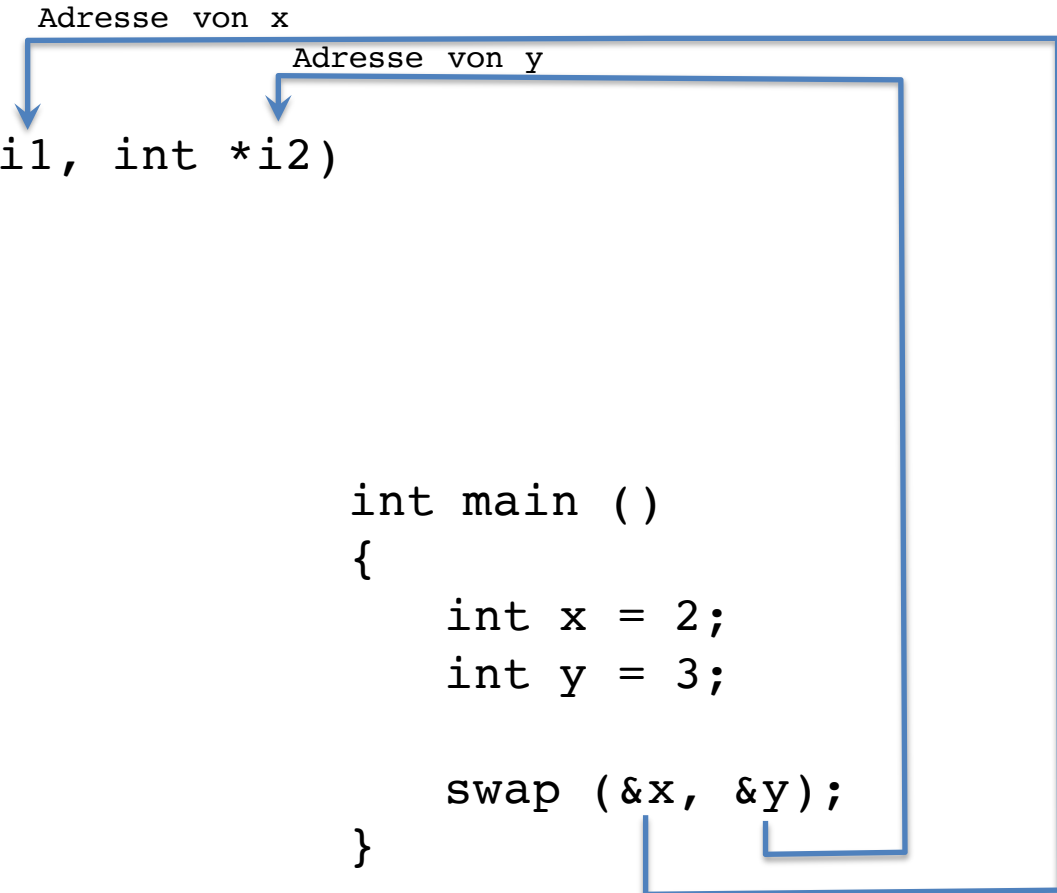 Adresse von x
Adresse von y
i1, int *i2)
int main ()
{
int x = 2;
int y = 3;
swap (&x, &y);
}